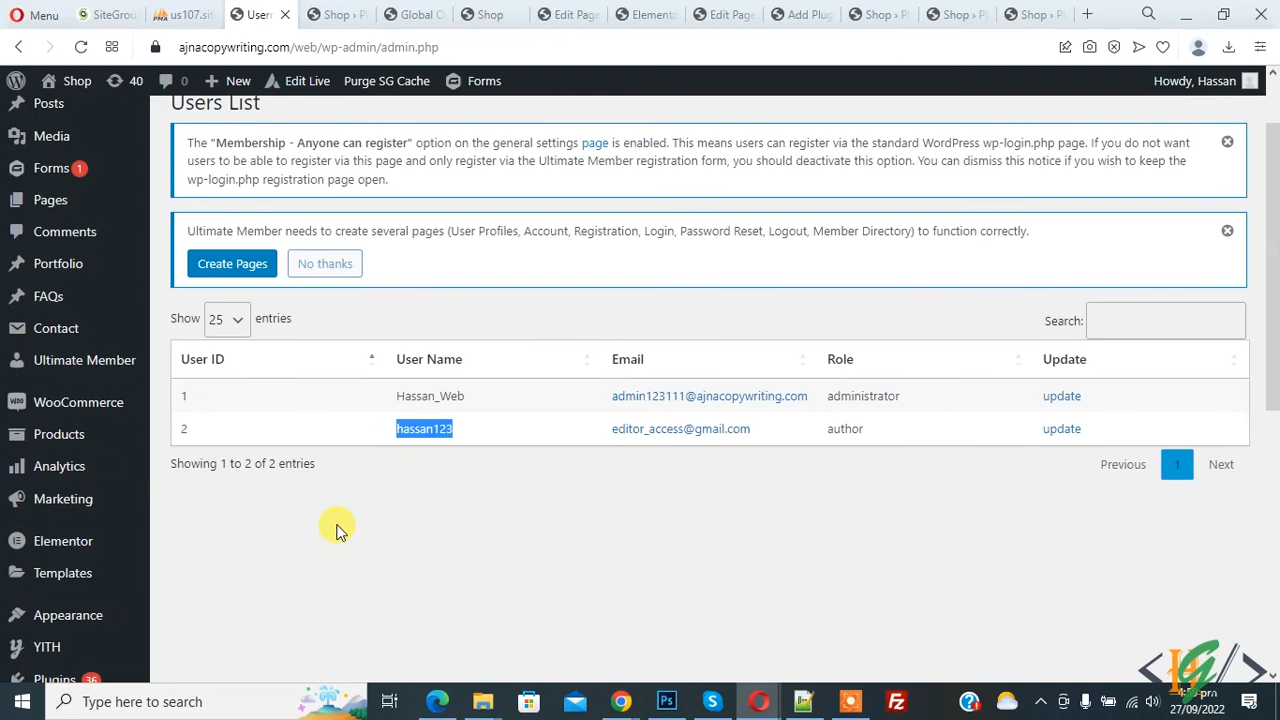 Menu
SiteGrou
us107.sit
User
Shop › P
Global C
Shop
Edit Page
Elemento
Edit Page
Add Plug
Shop › Pl
Shop › Pl
Shop › Pl
ajnacopywriting.com/web/wp-admin/admin.php
Shop
40
0
New
Edit Live
Purge SG Cache
Forms
Howdy, Hassan
Posts
Media
Forms 1
Pages
Comments
Portfolio
FAQs
Contact
Ultimate Member
WooCommerce
Products
Analytics
Marketing
Elementor
Templates
Appearance
YITH
Plugins 36
Users List
The "Membership - Anyone can register" option on the general settings page is enabled. This means users can register via the standard WordPress wp-login.php page. If you do not want
users to be able to register via this page and only register via the Ultimate Member registration form, you should deactivate this option. You can dismiss this notice if you wish to keep the
wp-login.php registration page open.
Ultimate Member needs to create several pages (User Profiles, Account, Registration, Login, Password Reset, Logout, Member Directory) to function correctly.
Create Pages No thanks
Show 25 entries
Search:
User ID User Name Email Role Update
1 Hassan_Web admin123111@ajnacopywriting.com administrator update
2 hassan123 editor_access@gmail.com author update
Showing 1 to 2 of 2 entries
Previous 1 Next
Type here to search
27/09/2022